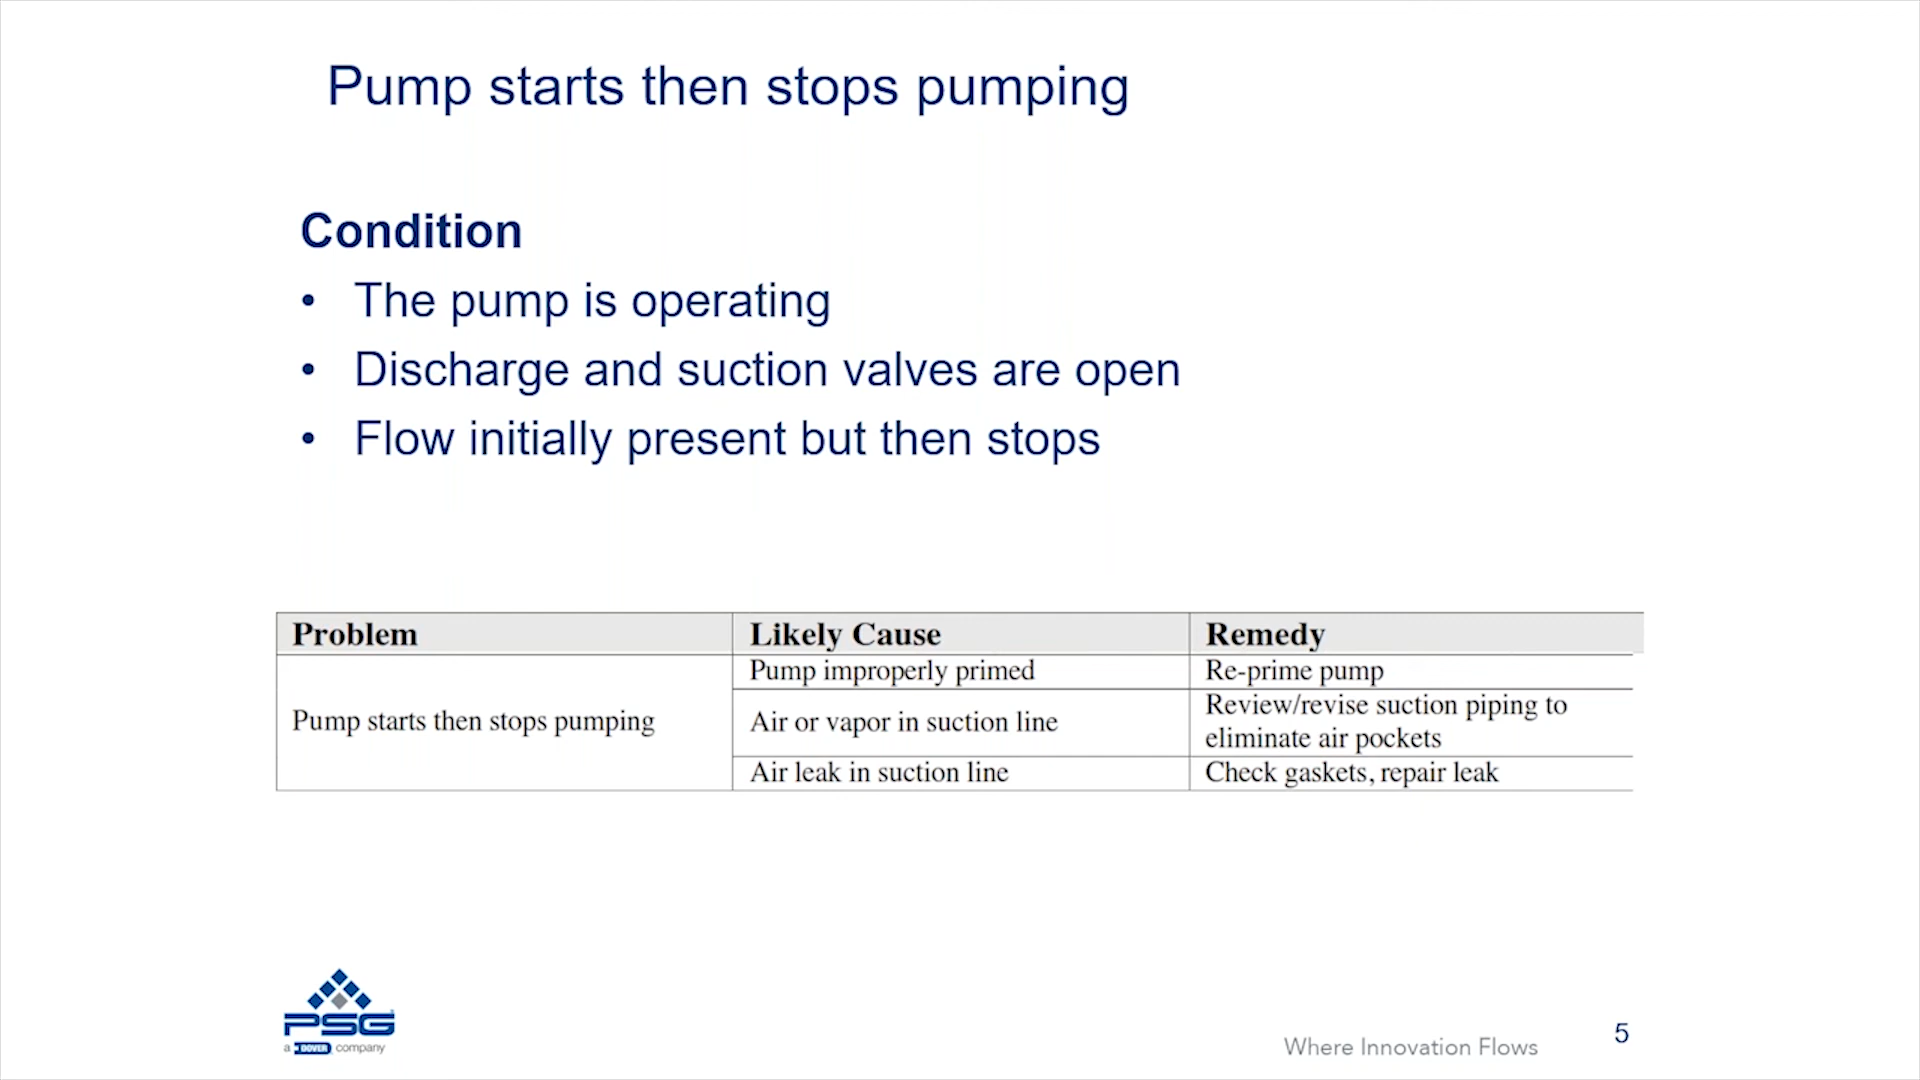 Pump starts then stops pumping
Condition
• The pump is operating
• Discharge and suction valves are open
• Flow initially present but then stops
Problem Likely Cause Remedy
Pump starts then stops pumping
Pump improperly primed Re-prime pump
Air or vapor in suction line Review/revise suction piping to
eliminate air pockets
Air leak in suction line Check gaskets, repair leak
PSG
a DOVER company
Where Innovation Flows
5